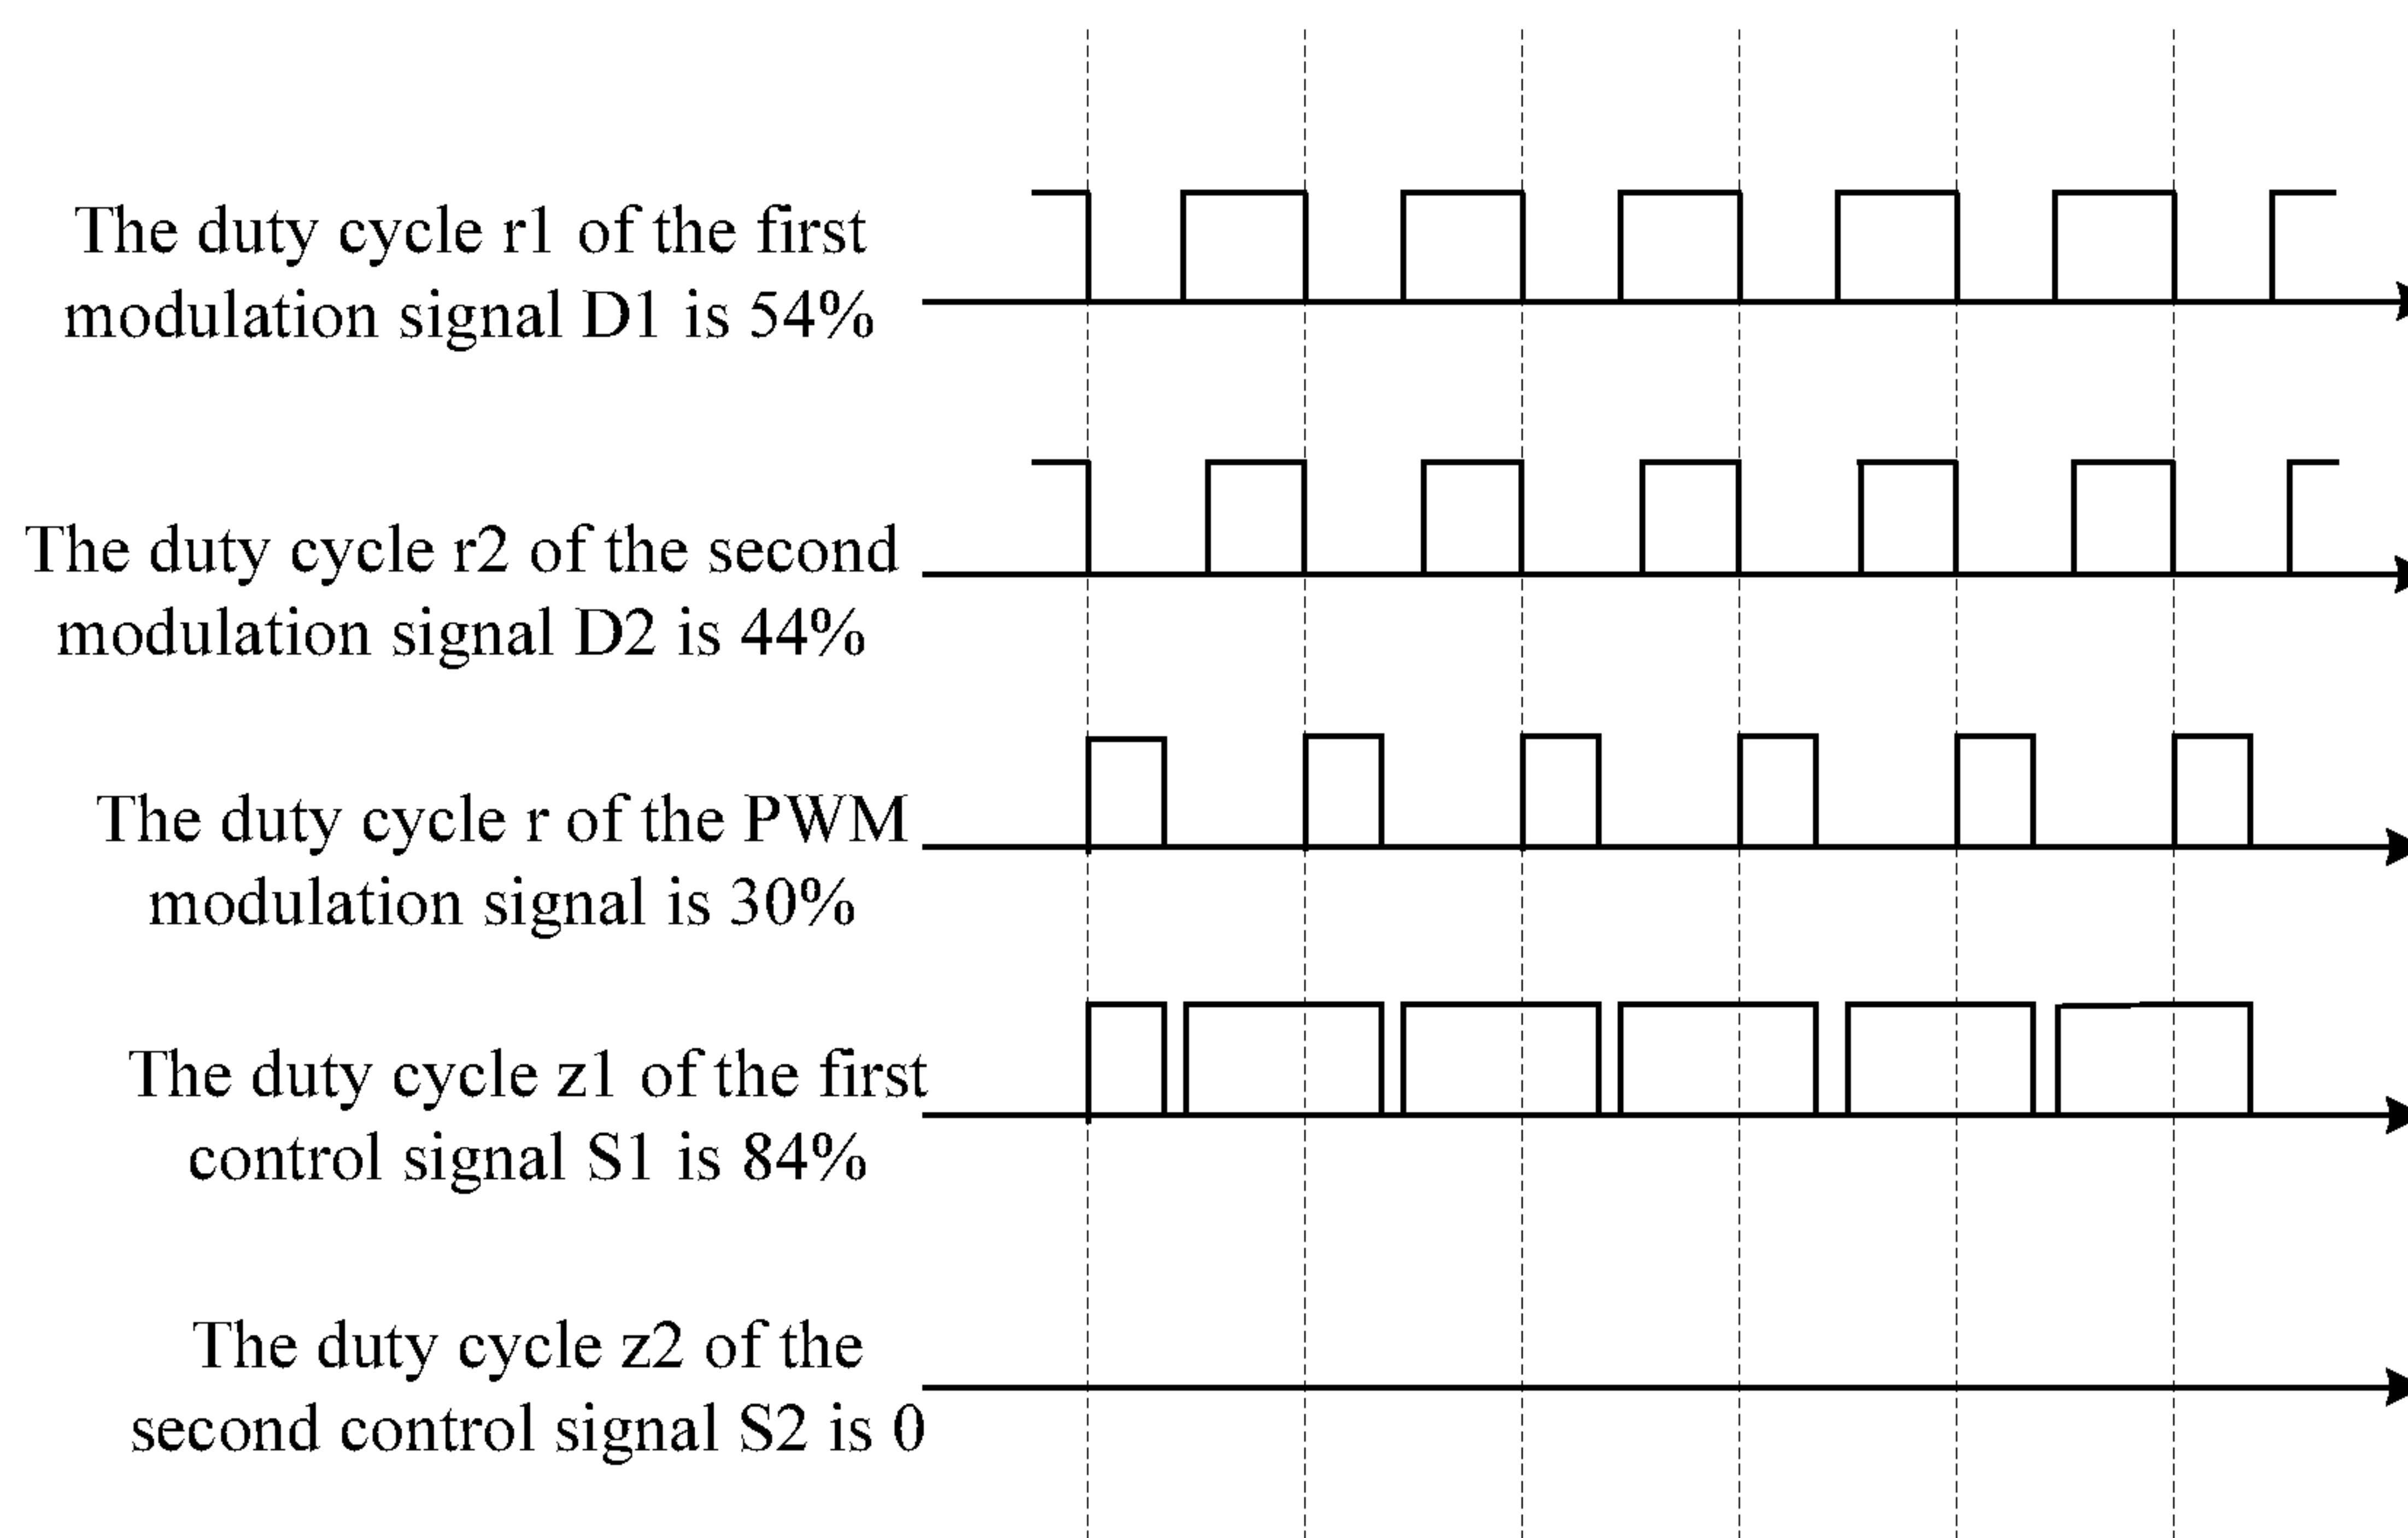 The duty cycle r1 of the first
modulation signal D1 is 54%
The duty cycle r2 of the second
modulation signal D2 is 44%
The duty cycle r of the PWM
modulation signal is 30%
The duty cycle z1 of the first
control signal S1 is 84%
The duty cycle z2 of the
second control signal S2 is 0